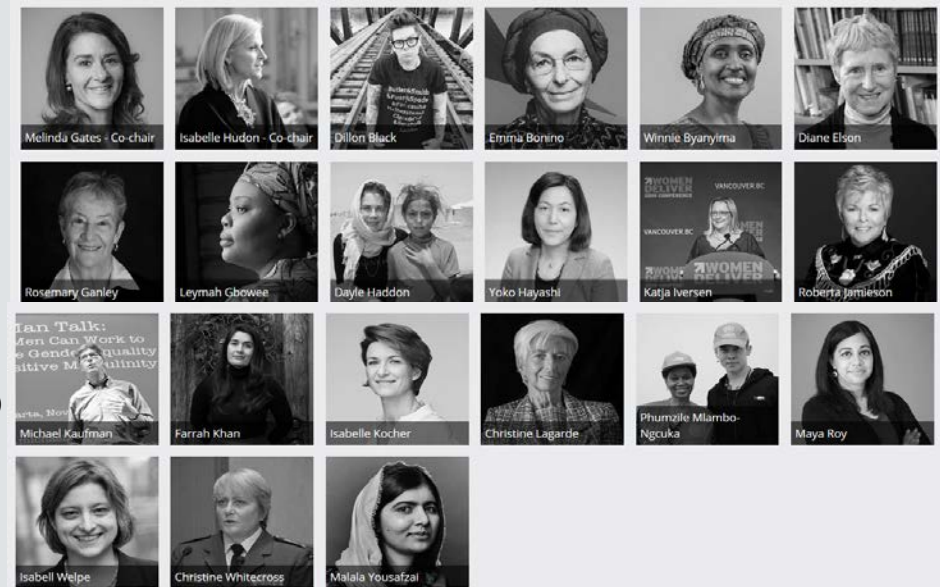 Melinda Gates - Co-chair
Isabelle Hudon - Co-chair
Dillon Black
Emma Bonino
Winnie Byanyima
Diane Elson
Rosemary Ganley
Leymah Gbowee
Dayle Haddon
Yoko Hayashi
WOMEN
DELIVER
VANCOUVER.BC
VANCOUVER.BC
WOMEN
Katja Iversen
Roberta Jamieson
Man Talk:
Men Can Work to
Gender Equality
sitive M sculinity
Michael Kaufman
Farrah Khan
Isabelle Kocher
Christine Lagarde
Phumzile Mlambo-
Ngcuka
Maya Roy
Isabell Welpe
Christine Whitecross
Malala Yousafzai